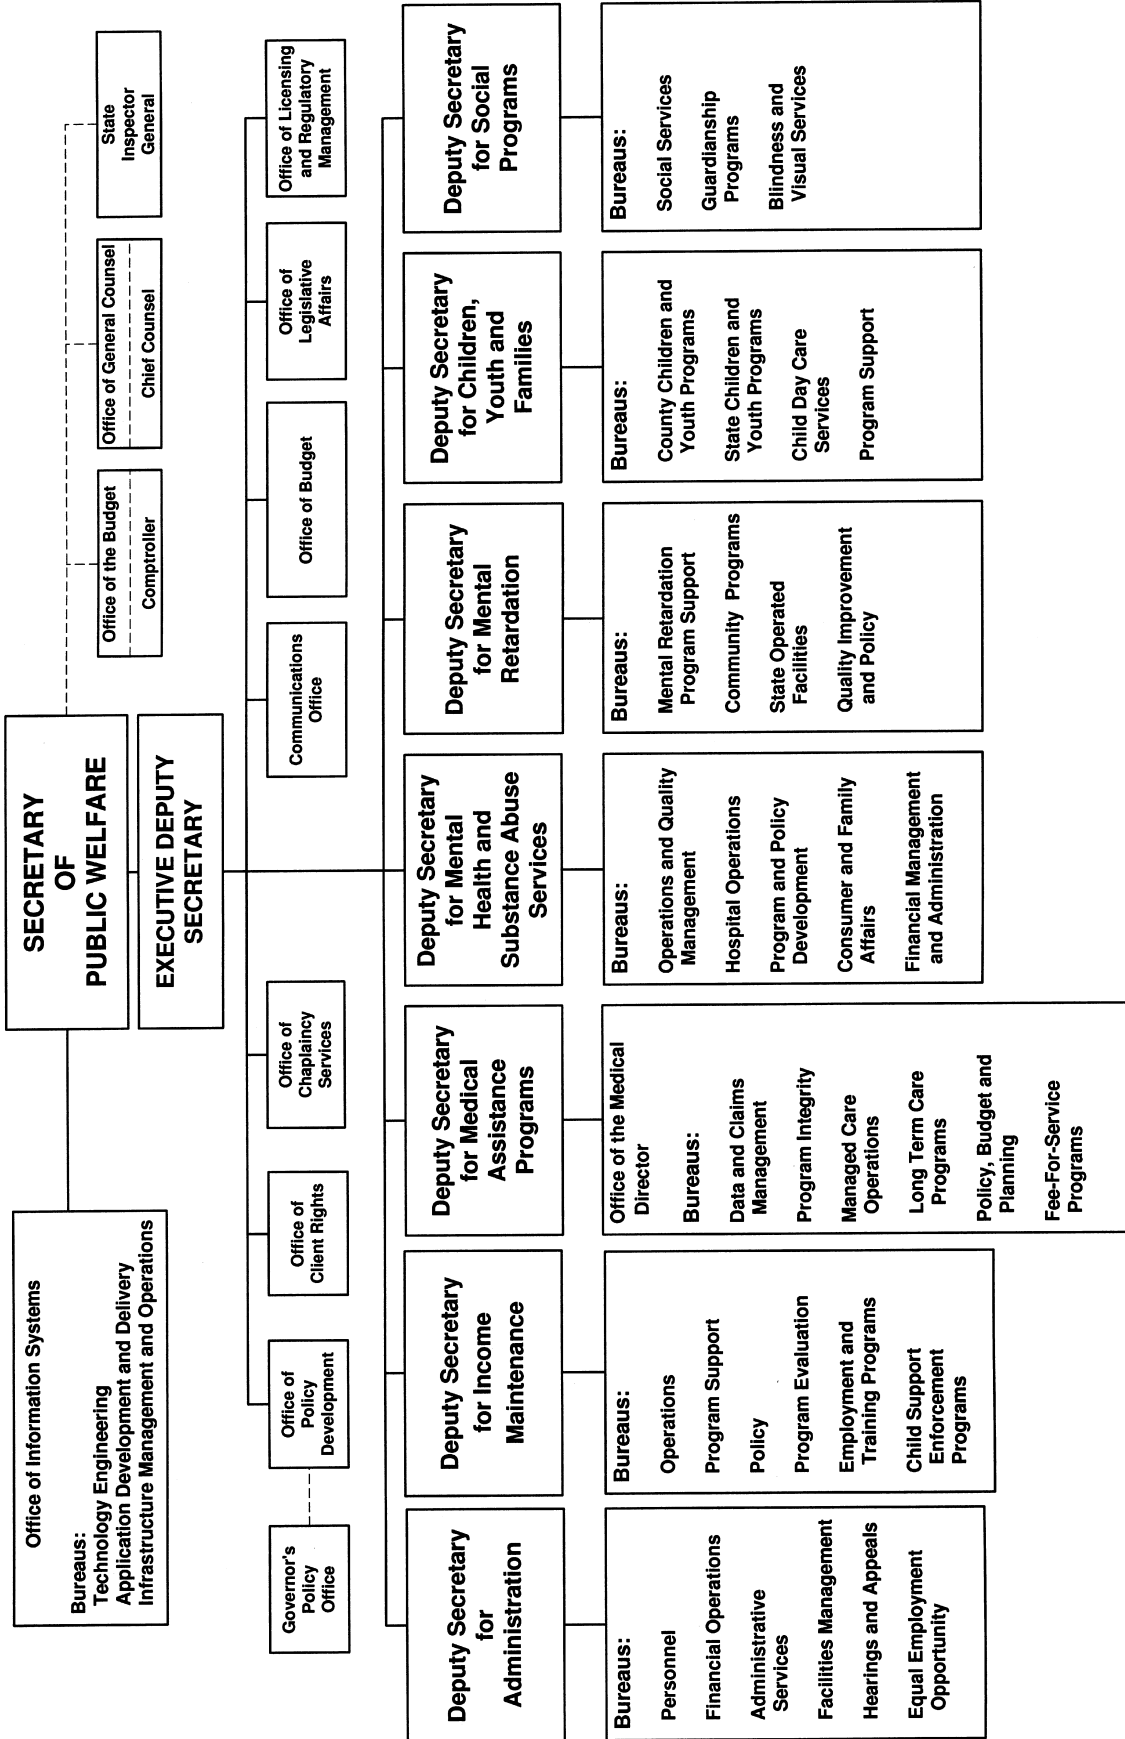 SECRETARY
OF
PUBLIC WELFARE
EXECUTIVE DEPUTY
SECRETARY
Office of Information Systems
Bureaus:
Technology Engineering
Application Development and Delivery
Infrastructure Management and Operations
Office of the Budget
Comptroller
Office of General Counsel
Chief Counsel
State
Inspector
General
Governor's
Policy
Office
Office of
Policy
Development
Office of
Client Rights
Office of
Chaplaincy
Services
Communications
Office
Office of Budget
Office of
Legislative
Affairs
Office of Licensing
and Regulatory
Management
Deputy Secretary
for
Administration
Bureaus:
Personnel
Financial Operations
Administrative
Services
Facilities Management
Hearings and Appeals
Equal Employment
Opportunity
Deputy Secretary
for Income
Maintenance
Bureaus:
Operations
Program Support
Policy
Program Evaluation
Employment and
Training Programs
Child Support
Enforcement
Programs
Deputy Secretary
for Medical
Assistance
Programs
Office of the Medical
Director
Bureaus:
Data and Claims
Management
Program Integrity
Managed Care
Operations
Long Term Care
Programs
Policy, Budget and
Planning
Fee-For-Service
Programs
Deputy Secretary
for Mental
Health and
Substance Abuse
Services
Bureaus:
Operations and Quality
Management
Hospital Operations
Program and Policy
Development
Consumer and Family
Affairs
Financial Management
and Administration
Deputy Secretary
for Mental
Retardation
Bureaus:
Mental Retardation
Program Support
Community Programs
State Operated
Facilities
Quality Improvement
and Policy
Deputy Secretary
for Children,
Youth and
Families
Bureaus:
County Children and
Youth Programs
State Children and
Youth Programs
Child Day Care
Services
Program Support
Deputy Secretary
for Social
Programs
Bureaus:
Social Services
Guardianship
Programs
Blindness and
Visual Services